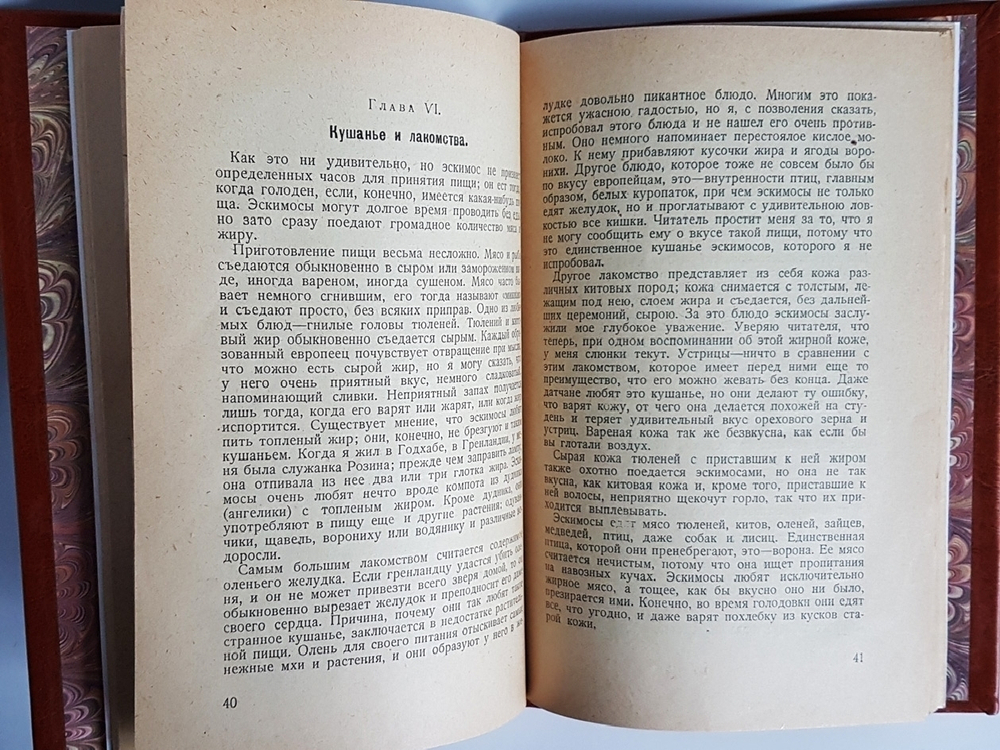 Глава VI.
Кушанье и лакомства.
Как это ни удивительно, но эскимос не
определенных часов для принятия пищи; он ест
когда голоден, если, конечно, имеется какая-нибудь
ща. Эскимосы могут долгое время проводить без
но зато сразу поедают громадное количество мяса
жиру.
Приготовление пищи весьма несложно. Мясо и
съедаются обыкновенно в сыром или замороженном
де, иногда вареном, иногда сушеном. Мясо часто
вает немного сгнившим, его тогда называют
и съедают просто, без всяких приправ. Одно из
мых блюд—гнилые головы тюленей. Тюлений и
вый жир обыкновенно съедается сырым. Каждый
зованный европеец почувствует отвращение при
что можно есть сырой жир, но я могу сказать, что
у него очень приятный вкус, немного
напоминающий сливки. Неприятный запах
лишь тогда, когда его варят или жарят, или когда
испортится. Существует мнение, что эскимосы
пить топленый жир; они, конечно, не брезгуют и
кушаньем. Когда я жил в Годхабе, в Гренландии, у
ня была служанка Розина; прежде чем заправить
она отпивала из нее два или три глотка жира.
мосы очень любят нечто вроде компота из
(ангелики) с топленым жиром. Кроме дудника,
употребляют в пищу еще и другие растения:
чики, щавель, ворониху или водянику и различные
доросли.
Самым большим лакомством считается
оленьего желудка. Если гренландцу удастся убить
ня, и он не может привезти всего зверя домой, то
обыкновенно вырезает желудок и преподносит его
своего сердца. Причина, почему они так любят
странное кушанье, заключается в недостатке
ной пищи. Олень для своего питания отыскивает
нежные мхи и растения, и они образуют у него в
40
лудке довольно пикантное блюдо. Многим это пока-
жется ужасною гадостью, но я, с позволения сказать,
испробовал этого блюда и не нашел его очень против-
ным. Оно немного напоминает перестоялое кислое мо-
локо. К нему прибавляют кусочки жира и ягоды воро-
нихи. Другое блюдо, которое тоже не совсем было бы
по вкусу европейцам, это—внутренности птиц, главным
образом, белых куропаток, при чем эскимосы не только
едят желудок, но и проглатывают с удивительною лов-
костью все кишки. Читатель простит меня за то, что я
не могу сообщить ему о вкусе такой пищи, потому что
это единственное кушанье эскимосов, которого я не
испробовал.
Другое лакомство представляет из себя кожа раз-
личных китовых пород; кожа снимается с толстым, ле-
жащим под нею, слоем жира и съедается, без дальней-
ших церемоний, сырою. За это блюдо эскимосы заслу-
жили мое глубокое уважение. Уверяю читателя, что
теперь, при одном воспоминании об этой жирной коже,
у меня слюнки текут. Устрицы—ничто в сравнении с
этим лакомством, которое имеет перед ними еще то
преимущество, что его можно жевать без конца. Даже
датчане любят это кушанье, но они делают ту ошибку,
что варят кожу, от чего она делается похожей на сту-
день и теряет удивительный вкус орехового зерна и
устриц. Вареная кожа так же безвкусна, как если бы
вы глотали воздух.
Сырая кожа тюленей с приставшим к ней жиром
также охотно поедается эскимосами, но она не так
вкусна, как китовая кожа и, кроме того, приставшие к
ней волосы, неприятно щекочут горло, так что их при-
ходится выплевывать.
Эскимосы едят мясо тюленей, китов, оленей, зайцев,
медведей, птиц, даже собак и лисиц. Единственная
птица, которой они пренебрегают, это—ворона. Ее мясо
считается нечистым, потому что она ищет пропитания
на навозных кучах. Эскимосы любят исключительно
жирное мясо, а тощее, как бы вкусно оно ни было,
презирается ими. Конечно, во время голодовки они едят
все, что угодно, и даже варят похлебку из кусков ста-
рой кожи.
41